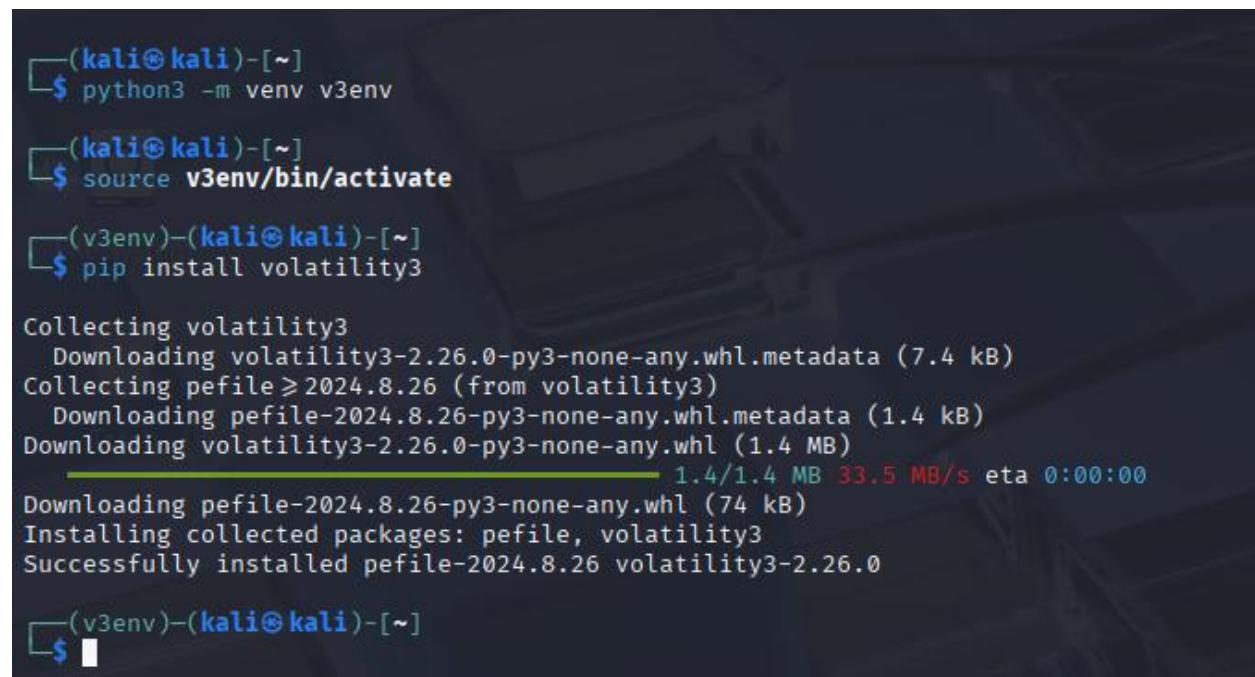 ┌──(kali㉿kali)-[~]
└─$ python3 -m venv v3env
┌──(kali㉿kali)-[~]
└─$ source v3env/bin/activate
┌──(v3env)─(kali㉿kali)-[~]
└─$ pip install volatility3
Collecting volatility3
  Downloading volatility3-2.26.0-py3-none-any.whl.metadata (7.4 kB)
Collecting pefile≥2024.8.26 (from volatility3)
  Downloading pefile-2024.8.26-py3-none-any.whl.metadata (1.4 kB)
Downloading volatility3-2.26.0-py3-none-any.whl (1.4 MB)
1.4/1.4 MB 33.5 MB/s eta 0:00:00
Downloading pefile-2024.8.26-py3-none-any.whl (74 kB)
Installing collected packages: pefile, volatility3
Successfully installed pefile-2024.8.26 volatility3-2.26.0
┌──(v3env)─(kali㉿kali)-[~]
└─$